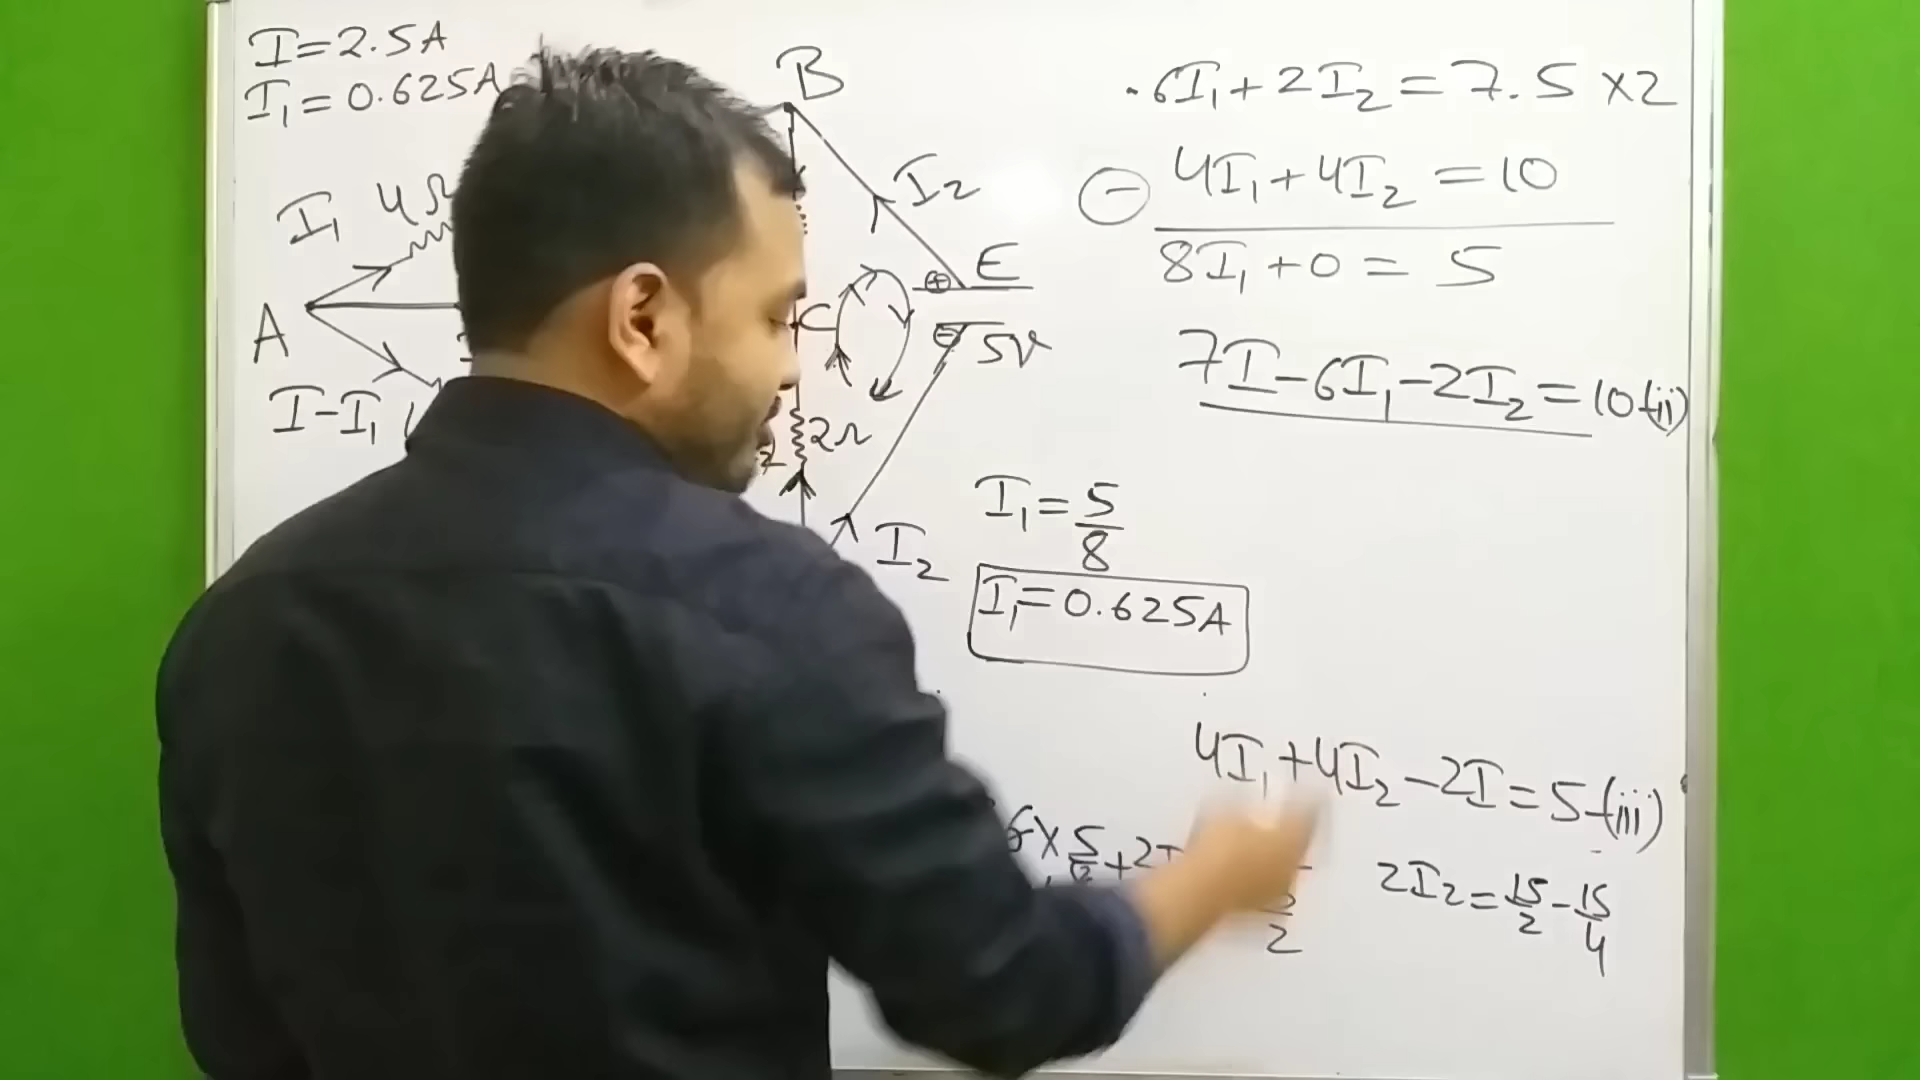 I=2.5A
I₁=0.625A
B
I₁ 4Ω
I₂
A
E
C
5V
I-I₁
2Ω
I₂
.6I₁+2I₂=7.5 ×2
⊖ 4I₁+4I₂=10
8I₁+0=5
7I-6I₁-2I₂=10-(ii)
I₁=5/8
I₁=0.625A
4I₁+4I₂-2I=5-(iii)
2I₂=15/2-15/4